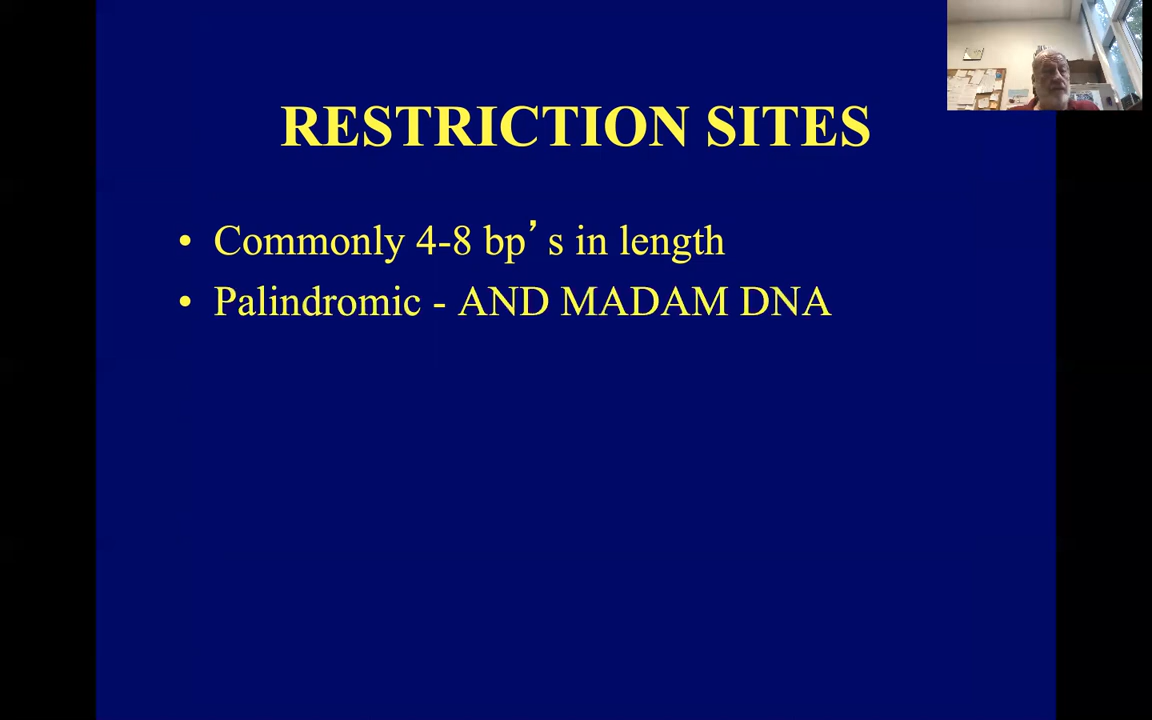 RESTRICTION SITES
• Commonly 4-8 bp’s in length
• Palindromic - AND MADAM DNA